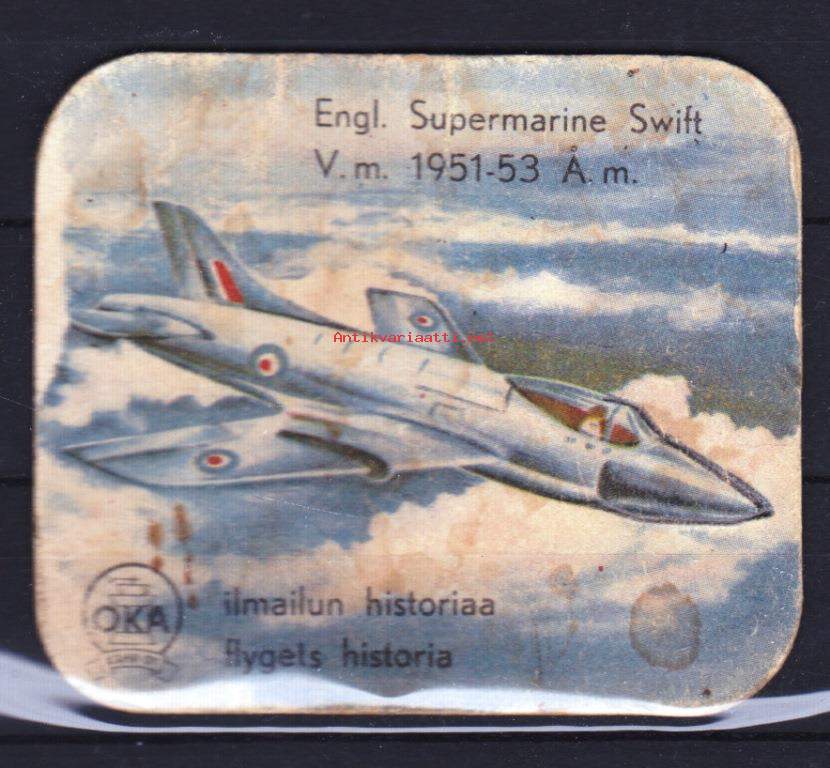 Engl. Supermarine Swift
V. m. 1951-53 Å. m.
Antikvariaatti.net
OKA
ilmailun historiaa
flygets historia